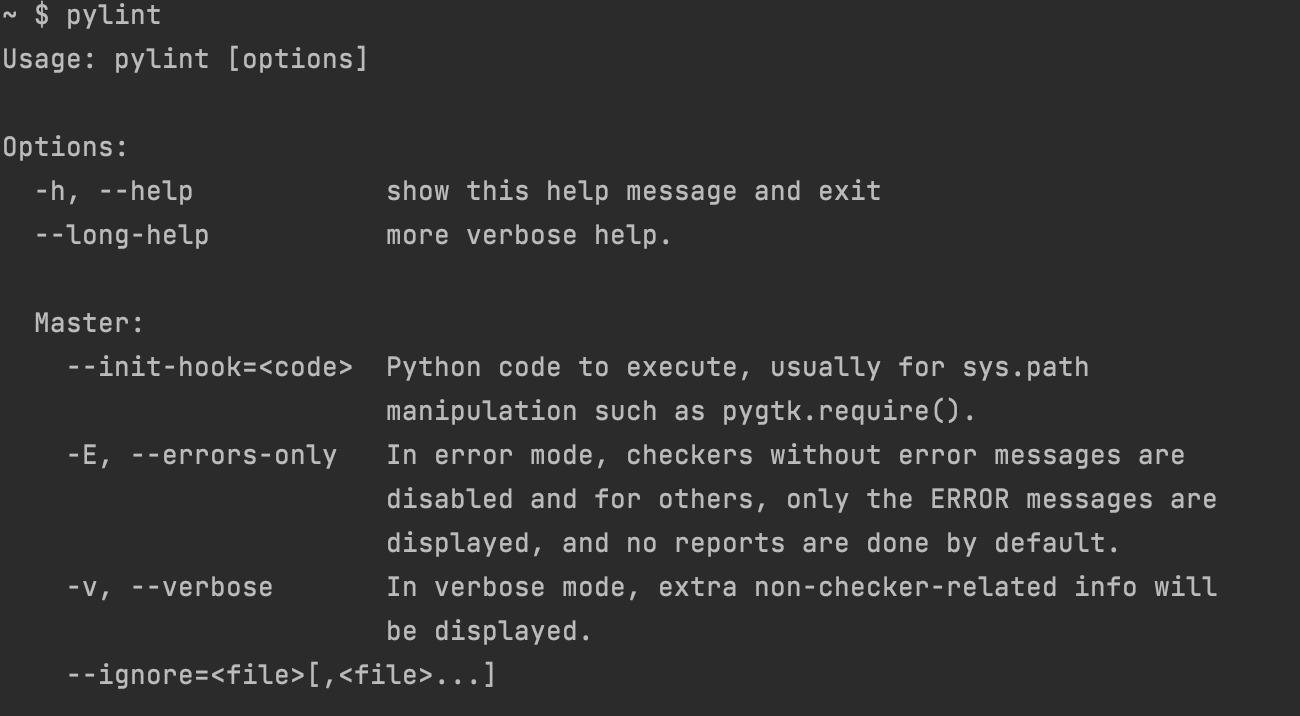 ~ $ pylint
Usage: pylint [options]
Options:
-h, --help show this help message and exit
--long-help more verbose help.
Master:
--init-hook=<code> Python code to execute, usually for sys.path
manipulation such as pygtk.require().
-E, --errors-only In error mode, checkers without error messages are
disabled and for others, only the ERROR messages are
displayed, and no reports are done by default.
-v, --verbose In verbose mode, extra non-checker-related info will
be displayed.
--ignore=<file>[,<file>...]